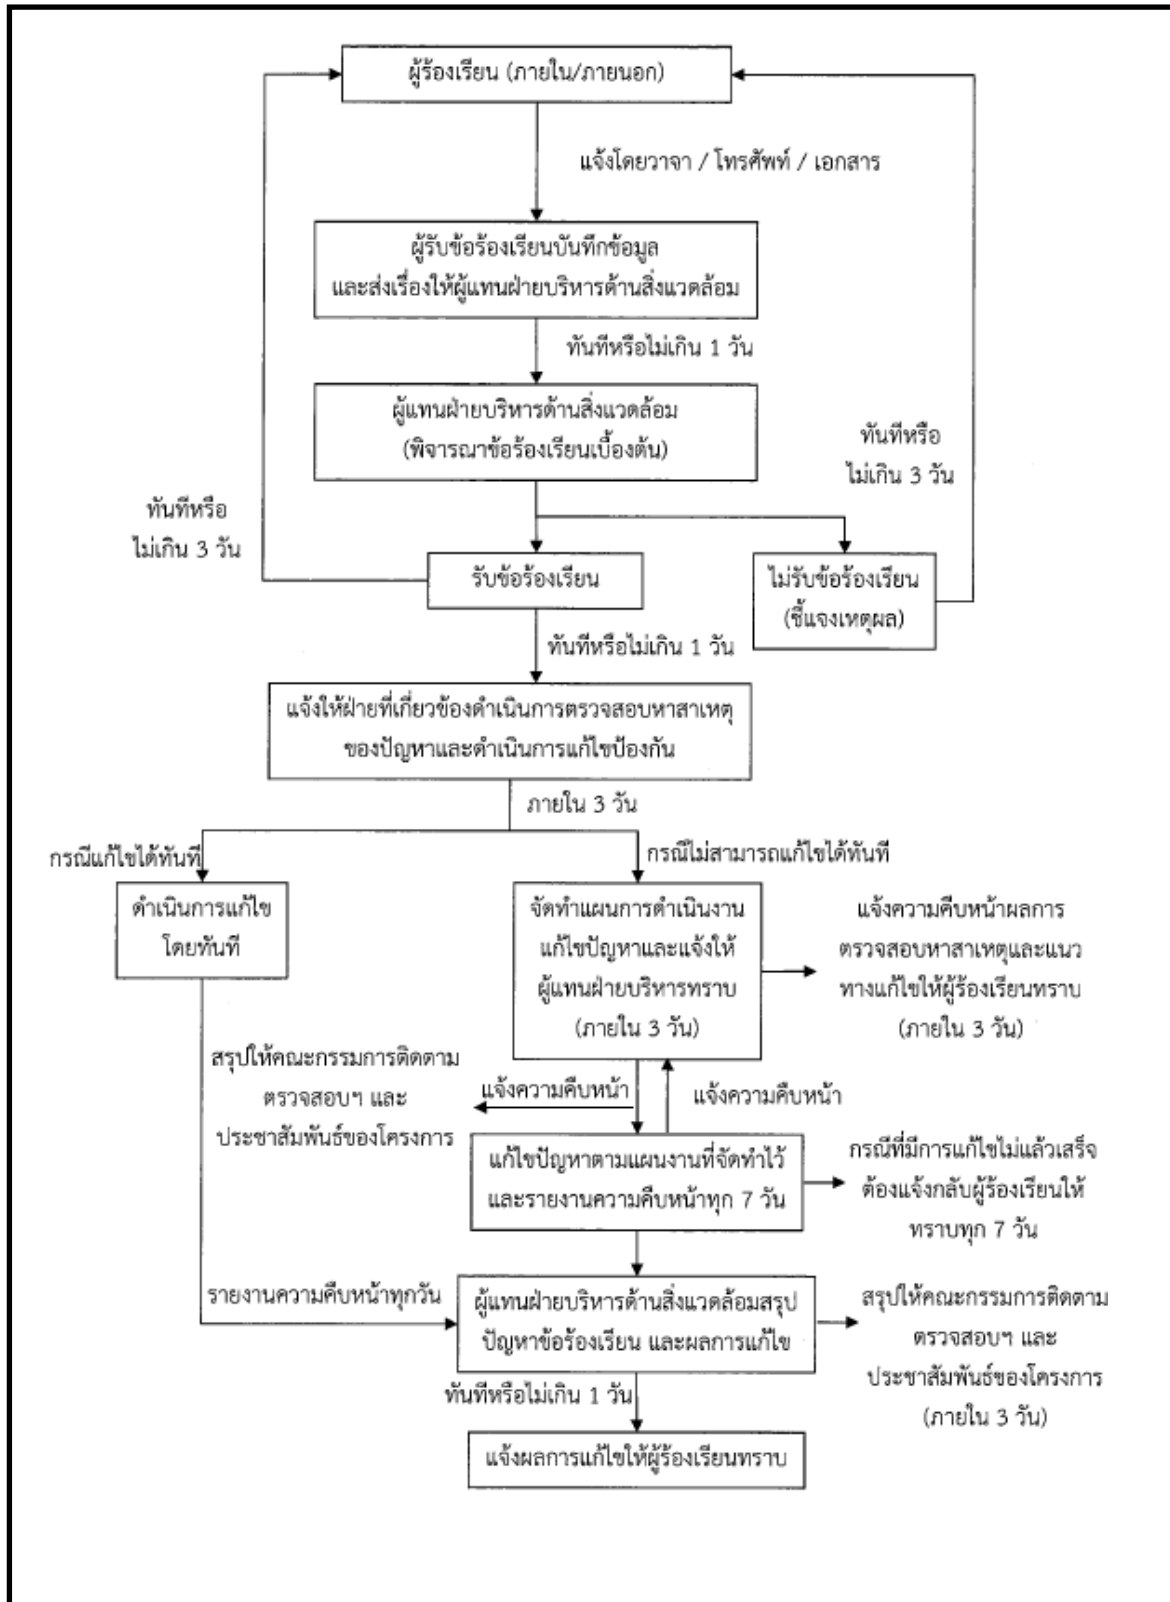 ผู้ร้องเรียน (ภายใน/ภายนอก)
แจ้งโดยวาจา / โทรศัพท์ / เอกสาร
ผู้รับข้อร้องเรียนบันทึกข้อมูล
และส่งเรื่องให้ผู้แทนฝ่ายบริหารด้านสิ่งแวดล้อม
ทันทีหรือไม่เกิน 1 วัน
ผู้แทนฝ่ายบริหารด้านสิ่งแวดล้อม
(พิจารณาข้อร้องเรียนเบื้องต้น)
ทันทีหรือ
ไม่เกิน 3 วัน
ทันทีหรือ
ไม่เกิน 3 วัน
รับข้อร้องเรียน
ไม่รับข้อร้องเรียน
(ชี้แจงเหตุผล)
ทันทีหรือไม่เกิน 1 วัน
แจ้งให้ฝ่ายที่เกี่ยวข้องดำเนินการตรวจสอบหาสาเหตุ
ของปัญหาและดำเนินการแก้ไขป้องกัน
ภายใน 3 วัน
กรณีแก้ไขได้ทันที
กรณีไม่สามารถแก้ไขได้ทันที
ดำเนินการแก้ไข
โดยทันที
จัดทำแผนการดำเนินงาน
แก้ไขปัญหาและแจ้งให้
ผู้แทนฝ่ายบริหารทราบ
(ภายใน 3 วัน)
แจ้งความคืบหน้าผลการ
ตรวจสอบหาสาเหตุและแนว
ทางแก้ไขให้ผู้ร้องเรียนทราบ
(ภายใน 3 วัน)
สรุปให้คณะกรรมการติดตาม
ตรวจสอบฯ และ
ประชาสัมพันธ์ของโครงการ
แจ้งความคืบหน้า
แจ้งความคืบหน้า
แก้ไขปัญหาตามแผนงานที่จัดทำไว้
และรายงานความคืบหน้าทุก 7 วัน
กรณีที่มีการแก้ไขไม่แล้วเสร็จ
ต้องแจ้งกลับผู้ร้องเรียนให้
ทราบทุก 7 วัน
รายงานความคืบหน้าทุกวัน
ผู้แทนฝ่ายบริหารด้านสิ่งแวดล้อมสรุป
ปัญหาข้อร้องเรียน และผลการแก้ไข
สรุปให้คณะกรรมการติดตาม
ตรวจสอบฯ และ
ประชาสัมพันธ์ของโครงการ
(ภายใน 3 วัน)
ทันทีหรือไม่เกิน 1 วัน
แจ้งผลการแก้ไขให้ผู้ร้องเรียนทราบ